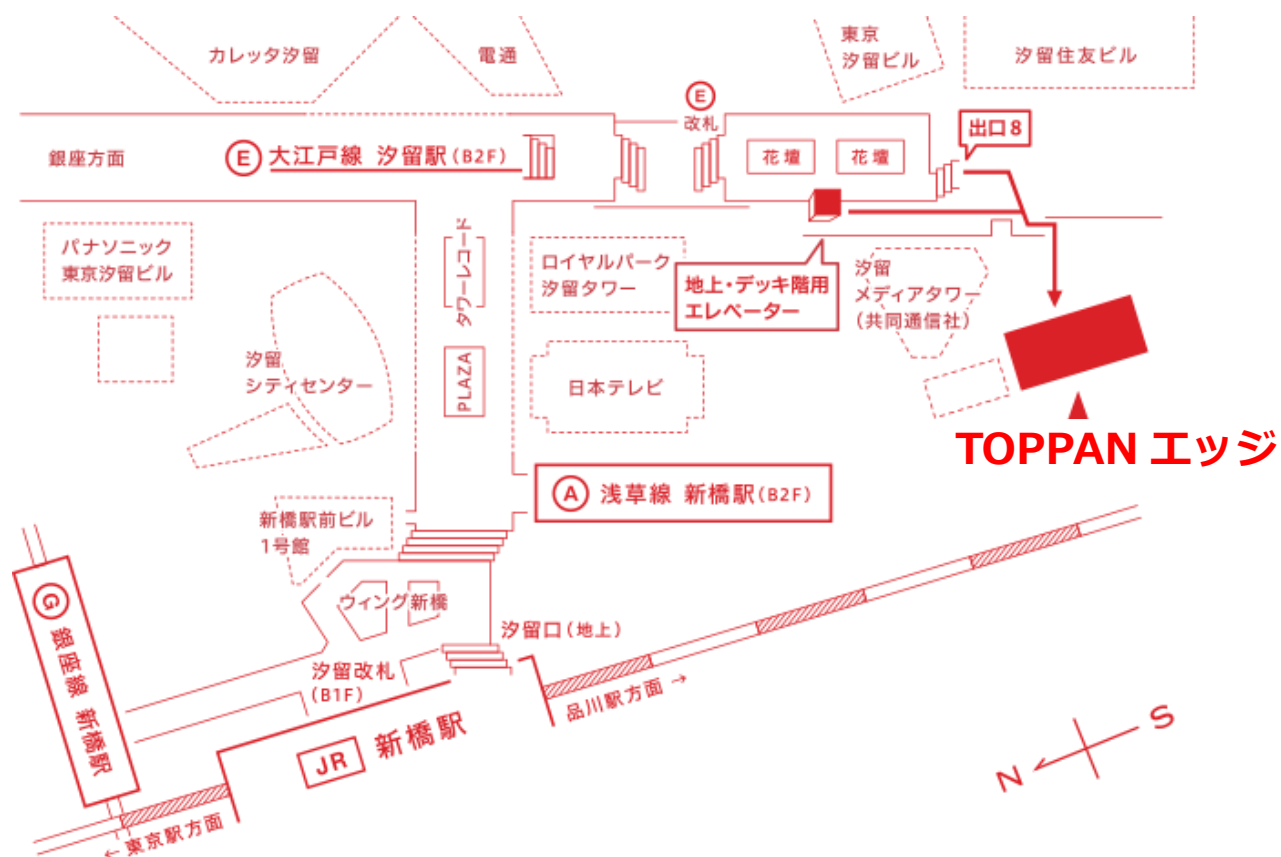 カレッタ汐留
電通
東京
汐留ビル
汐留住友ビル
E
改札
出口8
銀座方面
E 大江戸線 汐留駅(B2F)
花壇
花壇
パナソニック
東京汐留ビル
タワーレコード
ロイヤルパーク
汐留タワー
地上・デッキ階用
エレベーター
汐留
メディアタワー
(共同通信社)
汐留
シティセンター
PLAZA
日本テレビ
TOPPAN エッジ
A 浅草線 新橋駅(B2F)
新橋駅前ビル
1号館
ウィング新橋
汐留口(地上)
G 銀座線 新橋駅
汐留改札
(B1F)
品川駅方面 →
JR 新橋駅
← 東京駅方面
N
S